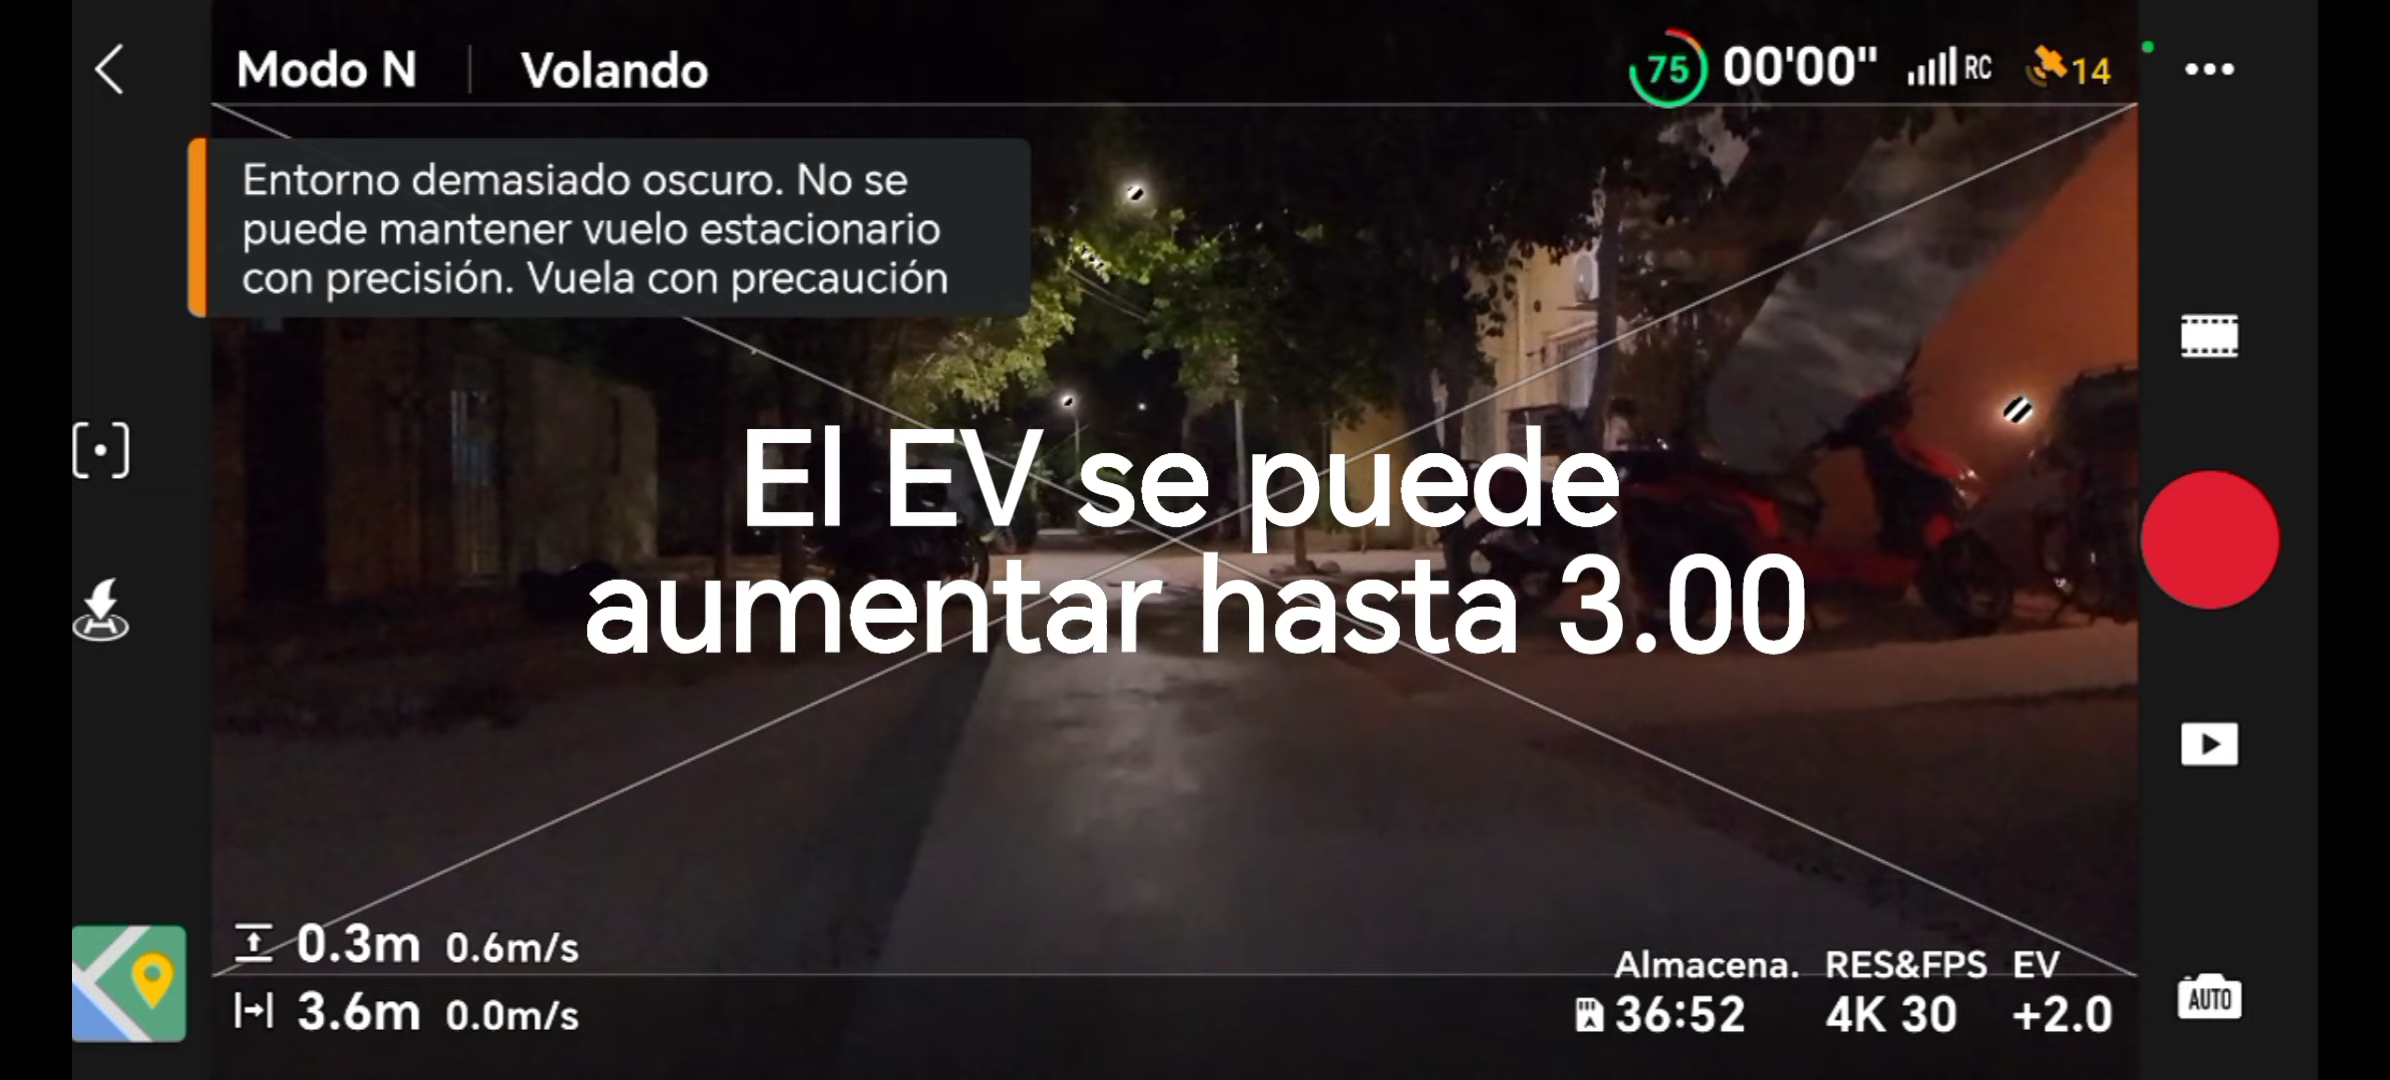 Modo N
Volando
75
00'00"
RC
14
Entorno demasiado oscuro. No se
puede mantener vuelo estacionario
con precisión. Vuela con precaución
El EV se puede
aumentar hasta 3.00
0.3m 0.6m/s
3.6m 0.0m/s
Almacena. RES&FPS EV
36:52 4K 30 +2.0
AUTO